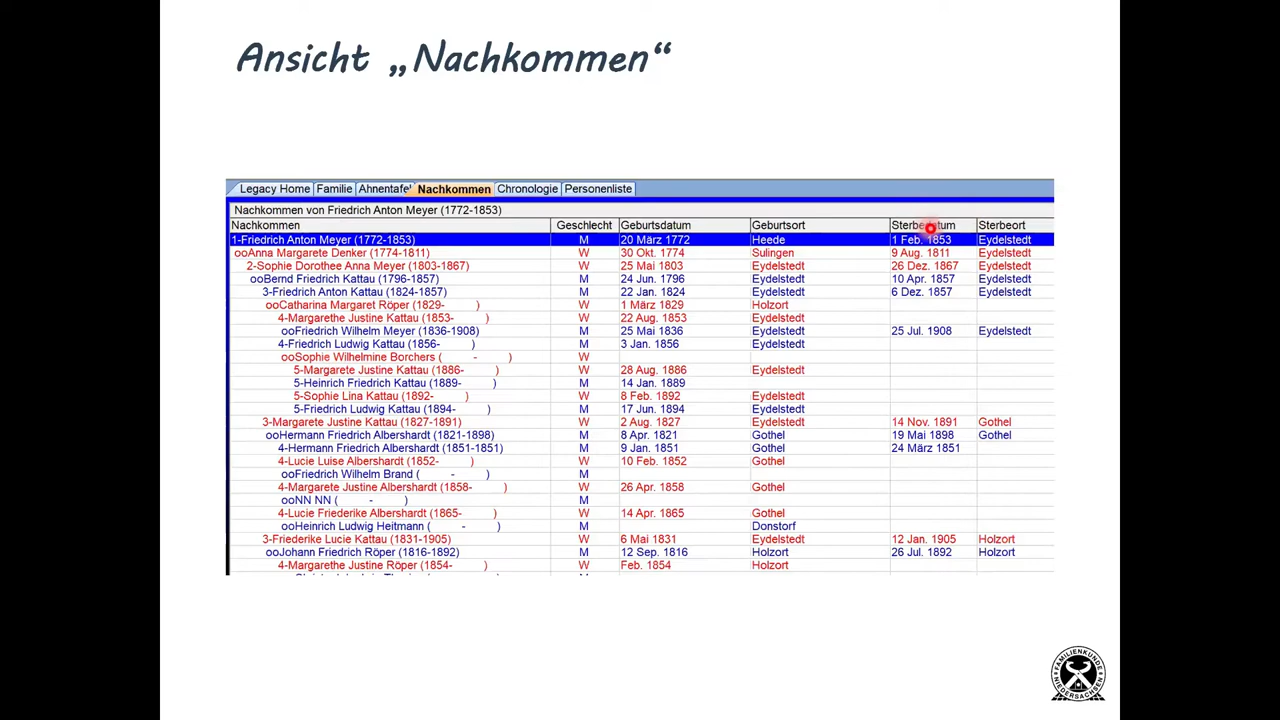 Ansicht „Nachkommen“
Legacy Home Familie Ahnentafel Nachkommen Chronologie Personenliste
Nachkommen von Friedrich Anton Meyer (1772-1853)
Nachkommen Geschlecht Geburtsdatum Geburtsort Sterbedatum Sterbeort
1-Friedrich Anton Meyer (1772-1853) M 20 März 1772 Heede 1 Feb. 1853 Eydelstedt
ooAnna Margarete Denker (1774-1811) W 30 Okt. 1774 Sulingen 9 Aug. 1811 Eydelstedt
2-Sophie Dorothee Anna Meyer (1803-1867) W 25 Mai 1803 Eydelstedt 26 Dez. 1867 Eydelstedt
ooBernd Friedrich Kattau (1796-1857) M 24 Jun. 1796 Eydelstedt 10 Apr. 1857 Eydelstedt
3-Friedrich Anton Kattau (1824-1857) M 22 Jan. 1824 Eydelstedt 6 Dez. 1857 Eydelstedt
ooCatharina Margaret Röper (1829- ) W 1 März 1829 Holzort
4-Margarethe Justine Kattau (1853- ) W 22 Aug. 1853 Eydelstedt
ooFriedrich Wilhelm Meyer (1836-1908) M 25 Mai 1836 Eydelstedt 25 Jul. 1908 Eydelstedt
4-Friedrich Ludwig Kattau (1856- ) M 3 Jan. 1856 Eydelstedt
ooSophie Wilhelmine Borchers ( - ) W
5-Margarete Justine Kattau (1886- ) W 28 Aug. 1886 Eydelstedt
5-Heinrich Friedrich Kattau (1889- ) M 14 Jan. 1889
5-Sophie Lina Kattau (1892- ) W 8 Feb. 1892 Eydelstedt
5-Friedrich Ludwig Kattau (1894- ) M 17 Jun. 1894 Eydelstedt
3-Margarete Justine Kattau (1827-1891) W 2 Aug. 1827 Eydelstedt 14 Nov. 1891 Gothel
ooHermann Friedrich Albershardt (1821-1898) M 8 Apr. 1821 Gothel 19 Mai 1898 Gothel
4-Hermann Friedrich Albershardt (1851-1851) M 9 Jan. 1851 Gothel 24 März 1851
4-Lucie Luise Albershardt (1852- ) W 10 Feb. 1852 Gothel
ooFriedrich Wilhelm Brand ( - ) M
4-Margarete Justine Albershardt (1858- ) W 26 Apr. 1858 Gothel
ooNN NN ( - ) M
4-Lucie Friederike Albershardt (1865- ) W 14 Apr. 1865 Gothel
ooHeinrich Ludwig Heitmann ( - ) M Donstorf
3-Friederike Lucie Kattau (1831-1905) W 6 Mai 1831 Eydelstedt 12 Jan. 1905 Holzort
ooJohann Friedrich Röper (1816-1892) M 12 Sep. 1816 Holzort 26 Jul. 1892 Holzort
4-Margarethe Justine Röper (1854- ) W Feb. 1854 Holzort
FAMILIENKUNDE
NIEDERSACHSEN